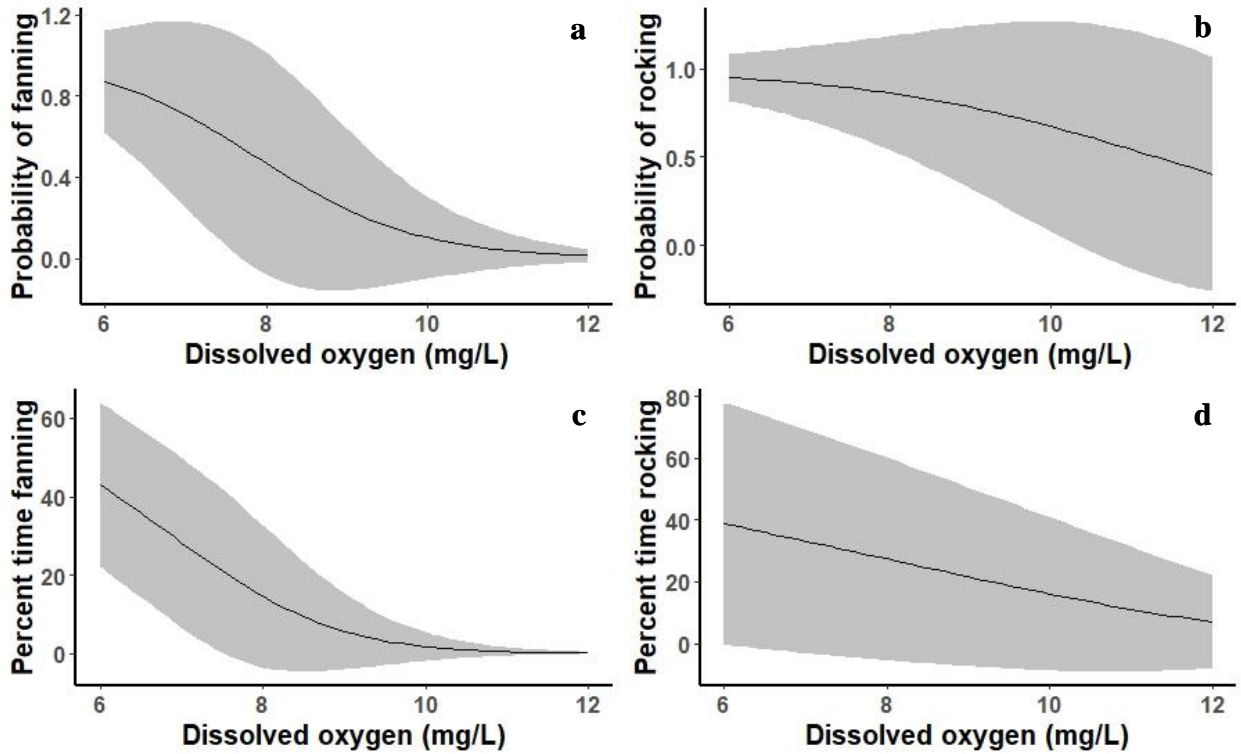 a
Probability of fanning
1.2
0.8
0.4
0.0
6 8 10 12
Dissolved oxygen (mg/L)
b
Probability of rocking
1.0
0.5
0.0
6 8 10 12
Dissolved oxygen (mg/L)
c
Percent time fanning
60
40
20
0
6 8 10 12
Dissolved oxygen (mg/L)
d
Percent time rocking
80
60
40
20
0
6 8 10 12
Dissolved oxygen (mg/L)